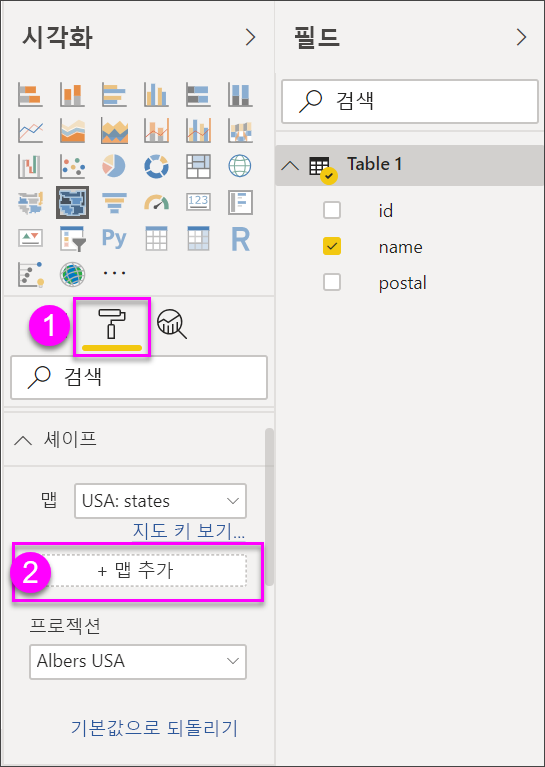 시각화
필드
검색
Table 1
id
name
postal
123
Py
R
1
검색
셰이프
맵
USA: states
지도 키 보기...
2
+ 맵 추가
프로젝션
Albers USA
기본값으로 되돌리기